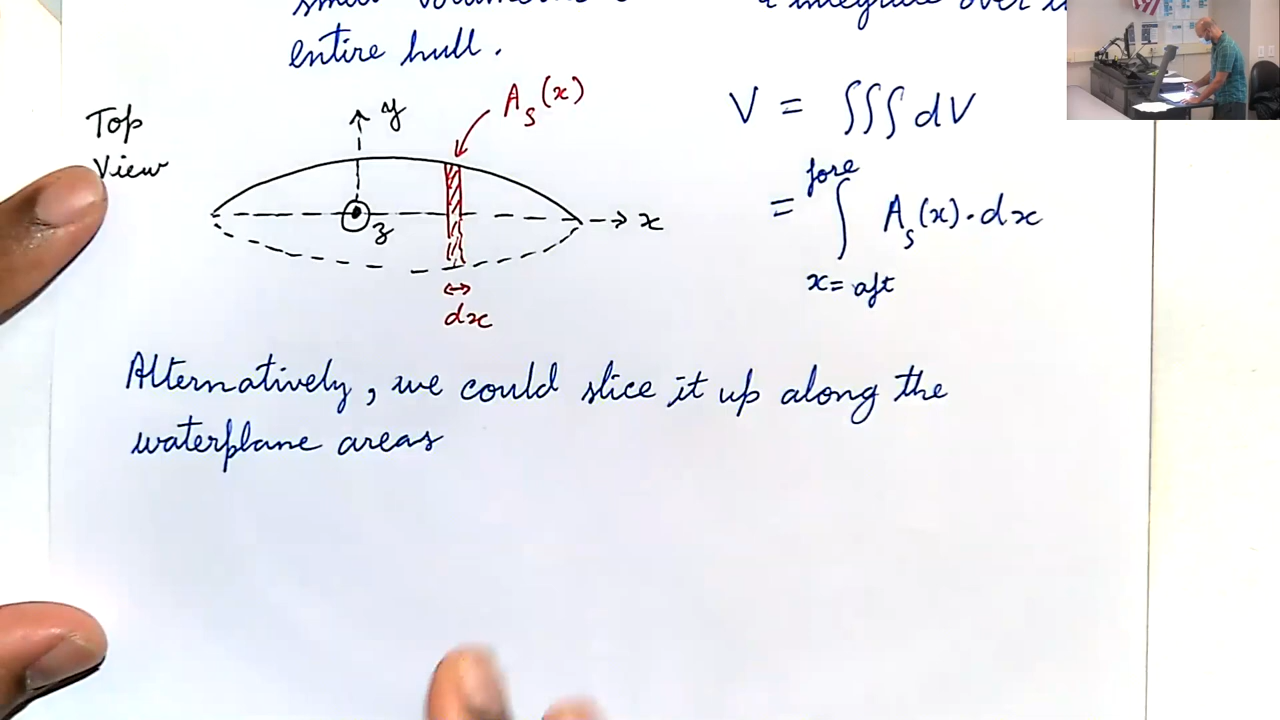 entire hull.
Top
View
y
A_s(x)
z
x
dx
V = ∫∫∫ dV
fore
= ∫ A_s(x)·dx
x = aft
Alternatively, we could slice it up along the
waterplane areas